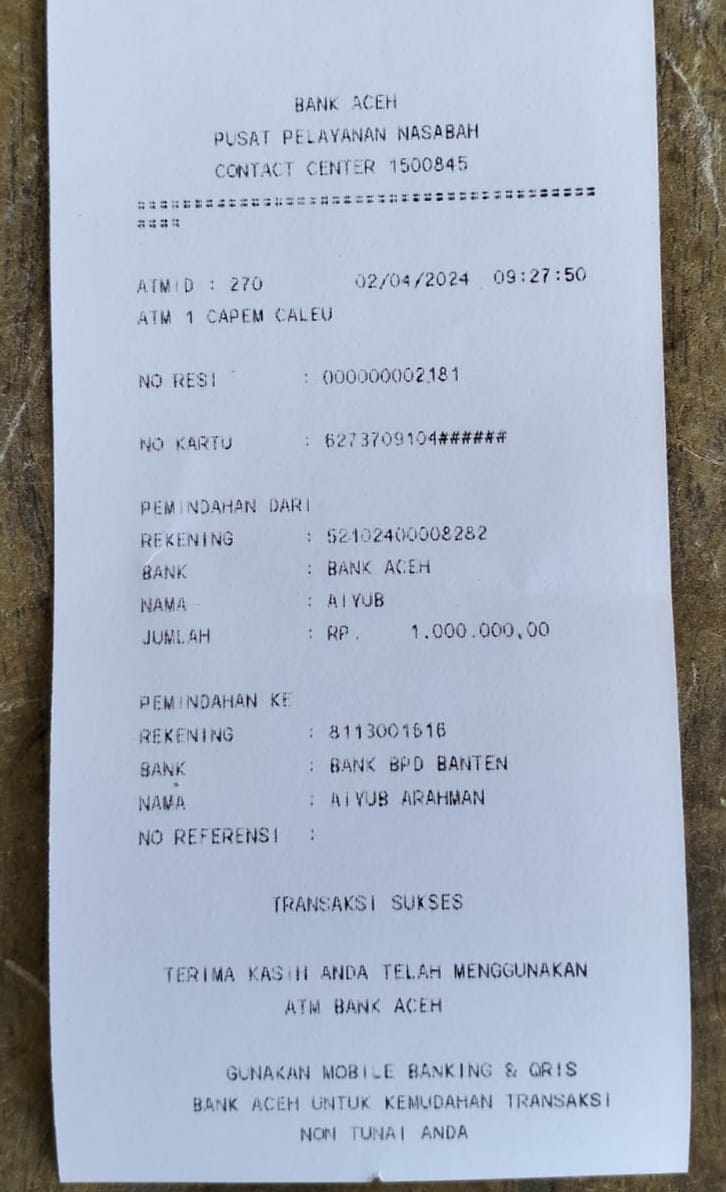 BANK ACEH
PUSAT PELAYANAN NASABAH
CONTACT CENTER 1500845
==================================================
====
ATMID : 270 02/04/2024 09:27:50
ATM 1 CAPEM CALEU
NO RESI : 000000002181
NO KARTU : 6273709104######
PEMINDAHAN DARI
REKENING : 52102400008282
BANK : BANK ACEH
NAMA : AIYUB
JUMLAH : RP. 1.000.000,00
PEMINDAHAN KE
REKENING : 8113001616
BANK : BANK BPD BANTEN
NAMA : AIYUB ARAHMAN
NO REFERENSI :
TRANSAKSI SUKSES
TERIMA KASIH ANDA TELAH MENGGUNAKAN
ATM BANK ACEH
GUNAKAN MOBILE BANKING & QRIS
BANK ACEH UNTUK KEMUDAHAN TRANSAKSI
NON TUNAI ANDA